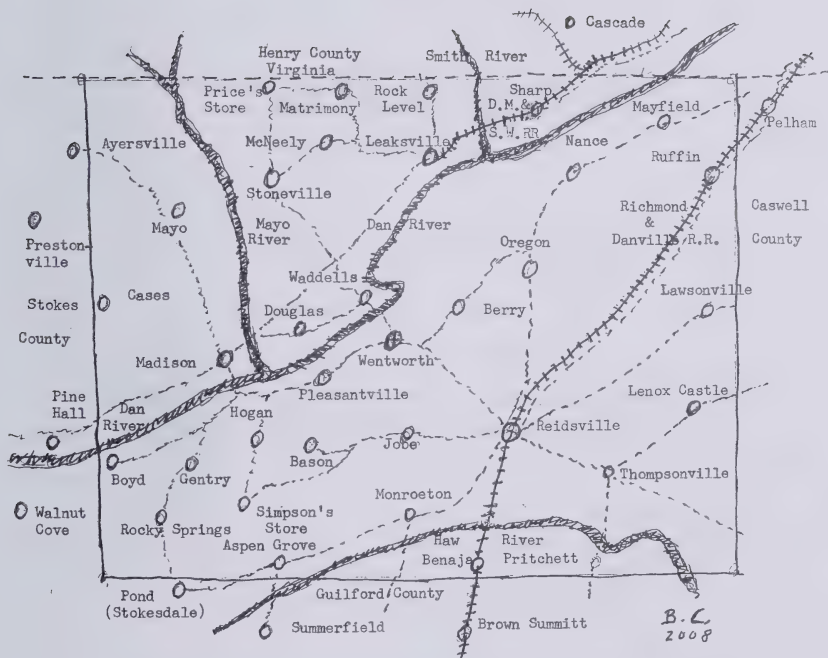 Cascade
Henry County
Virginia
Smith River
Price's
Store
Matrimony
Rock
Level
Sharp
D.M.&
S.W.RR
Mayfield
Pelham
Ayersville
McNeely
Leaksville
Nance
Ruffin
Stoneville
Mayo
Mayo
River
Dan
River
Richmond
&
Danville R.R.
Caswell
County
Preston-
ville
Oregon
Waddells
Stokes
County
Cases
Douglas
Berry
Lawsonville
Madison
Wentworth
Pine
Hall
Dan
River
Pleasantville
Lenox Castle
Hogan
Reidsville
Boyd
Gentry
Bason
Jobe
Thompsonville
Walnut
Cove
Rocky Springs
Simpson's
Store
Monroeton
Aspen Grove
Haw River
Benaja
Pritchett
Pond
(Stokesdale)
Guilford County
Summerfield
Brown Summitt
B.C.
2008